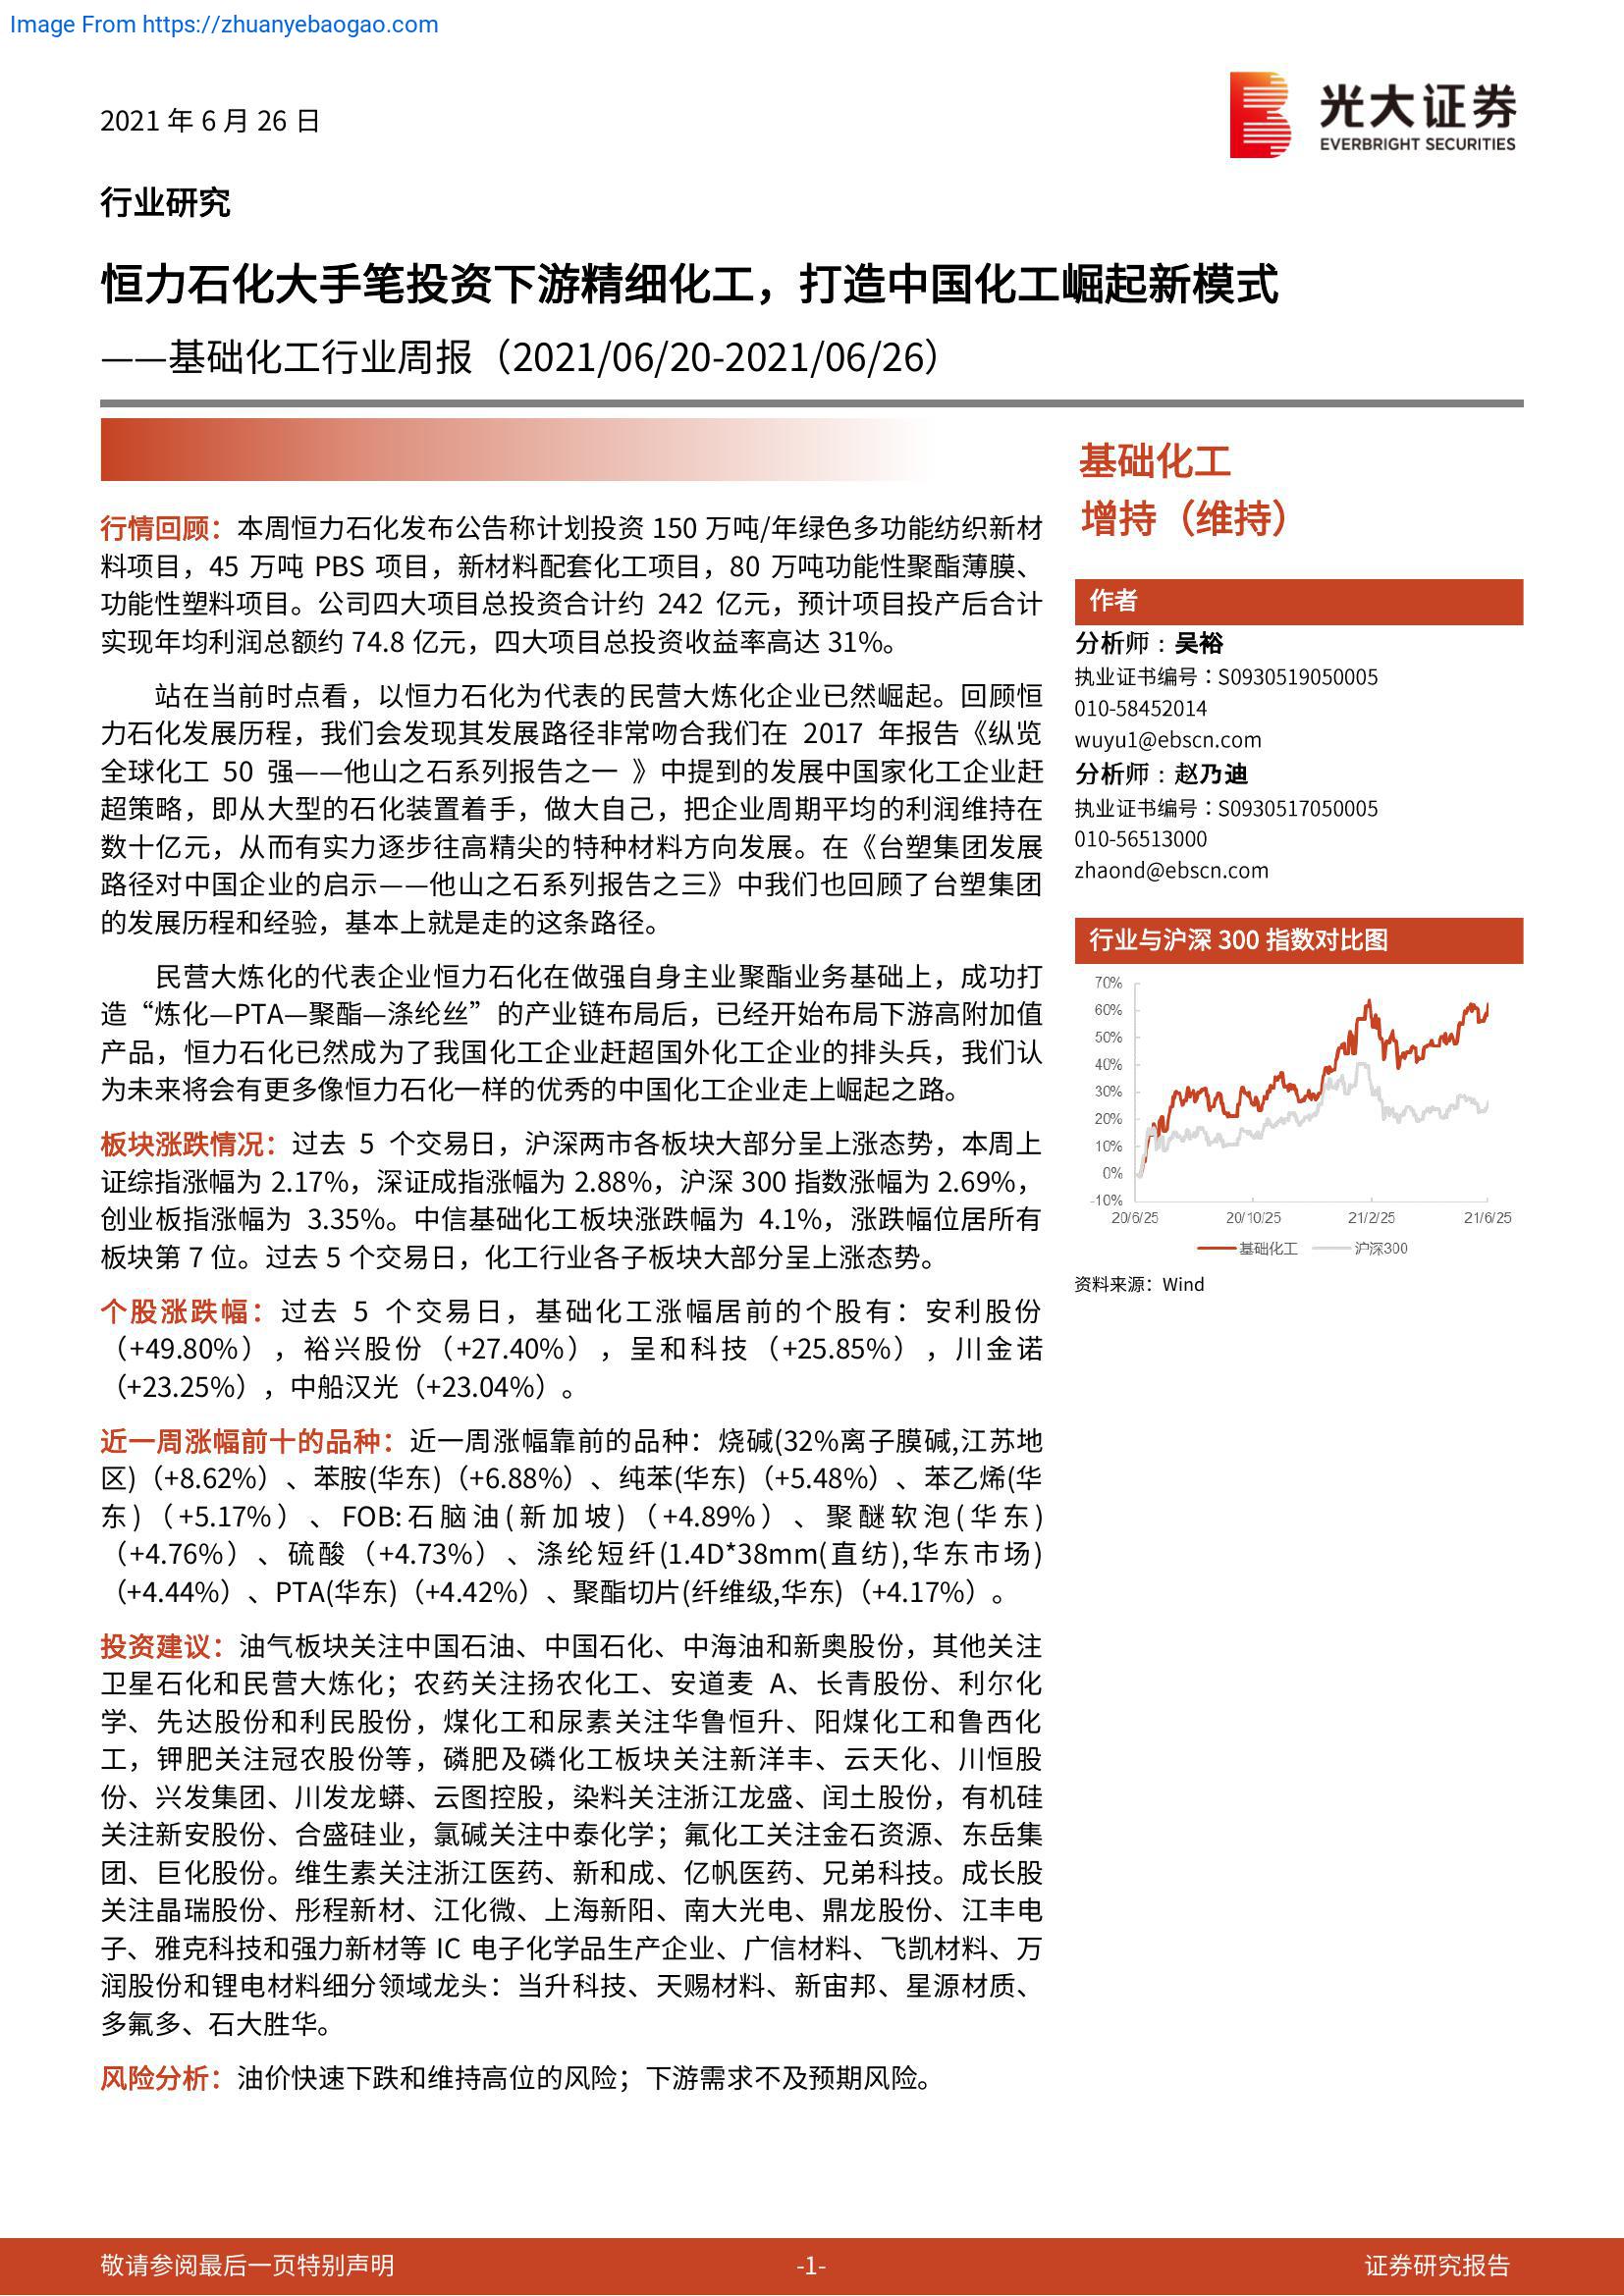 Image From https://zhuanyebaogao.com
2021 年 6 月 26 日
光大证券
EVERBRIGHT SECURITIES
行业研究
恒力石化大手笔投资下游精细化工，打造中国化工崛起新模式
——基础化工行业周报（2021/06/20-2021/06/26）
行情回顾：本周恒力石化发布公告称计划投资 150 万吨/年绿色多功能纺织新材
料项目，45 万吨 PBS 项目，新材料配套化工项目，80 万吨功能性聚酯薄膜、
功能性塑料项目。公司四大项目总投资合计约 242 亿元，预计项目投产后合计
实现年均利润总额约 74.8 亿元，四大项目总投资收益率高达 31%。
站在当前时点看，以恒力石化为代表的民营大炼化企业已然崛起。回顾恒
力石化发展历程，我们会发现其发展路径非常吻合我们在 2017 年报告《纵览
全球化工 50 强——他山之石系列报告之一 》中提到的发展中国家化工企业赶
超策略，即从大型的石化装置着手，做大自己，把企业周期平均的利润维持在
数十亿元，从而有实力逐步往高精尖的特种材料方向发展。在《台塑集团发展
路径对中国企业的启示——他山之石系列报告之三》中我们也回顾了台塑集团
的发展历程和经验，基本上就是走的这条路径。
民营大炼化的代表企业恒力石化在做强自身主业聚酯业务基础上，成功打
造“炼化—PTA—聚酯—涤纶丝”的产业链布局后，已经开始布局下游高附加值
产品，恒力石化已然成为了我国化工企业赶超国外化工企业的排头兵，我们认
为未来将会有更多像恒力石化一样的优秀的中国化工企业走上崛起之路。
板块涨跌情况：过去 5 个交易日，沪深两市各板块大部分呈上涨态势，本周上
证综指涨幅为 2.17%，深证成指涨幅为 2.88%，沪深 300 指数涨幅为 2.69%，
创业板指涨幅为 3.35%。中信基础化工板块涨跌幅为 4.1%，涨跌幅位居所有
板块第 7 位。过去 5 个交易日，化工行业各子板块大部分呈上涨态势。
个股涨跌幅：过去 5 个交易日，基础化工涨幅居前的个股有：安利股份
（+49.80%），裕兴股份（+27.40%），呈和科技（+25.85%），川金诺
（+23.25%），中船汉光（+23.04%）。
近一周涨幅前十的品种：近一周涨幅靠前的品种：烧碱(32%离子膜碱,江苏地
区)（+8.62%）、苯胺(华东)（+6.88%）、纯苯(华东)（+5.48%）、苯乙烯(华
东)（+5.17%）、FOB:石脑油(新加坡)（+4.89%）、聚醚软泡(华东)
（+4.76%）、硫酸（+4.73%）、涤纶短纤(1.4D*38mm(直纺),华东市场)
（+4.44%）、PTA(华东)（+4.42%）、聚酯切片(纤维级,华东)（+4.17%）。
投资建议：油气板块关注中国石油、中国石化、中海油和新奥股份，其他关注
卫星石化和民营大炼化；农药关注扬农化工、安道麦 A、长青股份、利尔化
学、先达股份和利民股份，煤化工和尿素关注华鲁恒升、阳煤化工和鲁西化
工，钾肥关注冠农股份等，磷肥及磷化工板块关注新洋丰、云天化、川恒股
份、兴发集团、川发龙蟒、云图控股，染料关注浙江龙盛、闰土股份，有机硅
关注新安股份、合盛硅业，氯碱关注中泰化学；氟化工关注金石资源、东岳集
团、巨化股份。维生素关注浙江医药、新和成、亿帆医药、兄弟科技。成长股
关注晶瑞股份、彤程新材、江化微、上海新阳、南大光电、鼎龙股份、江丰电
子、雅克科技和强力新材等 IC 电子化学品生产企业、广信材料、飞凯材料、万
润股份和锂电材料细分领域龙头：当升科技、天赐材料、新宙邦、星源材质、
多氟多、石大胜华。
风险分析：油价快速下跌和维持高位的风险；下游需求不及预期风险。
基础化工
增持（维持）
作者
分析师：吴裕
执业证书编号：S0930519050005
010-58452014
wuyu1@ebscn.com
分析师：赵乃迪
执业证书编号：S0930517050005
010-56513000
zhaond@ebscn.com
行业与沪深 300 指数对比图
70%
60%
50%
40%
30%
20%
10%
0%
-10%
20/6/25 20/10/25 21/2/25 21/6/25
基础化工 沪深300
资料来源：Wind
敬请参阅最后一页特别声明 -1- 证券研究报告